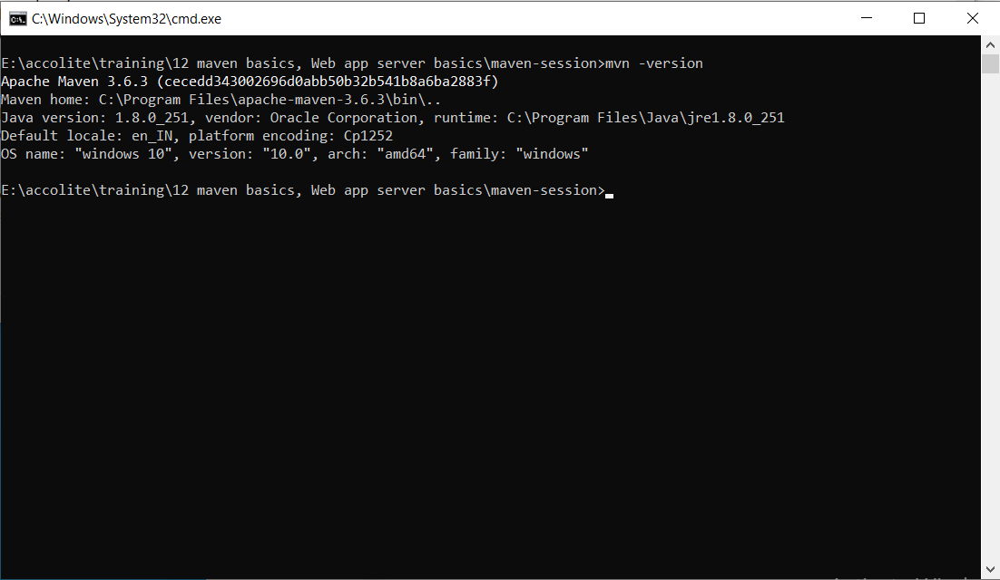 C:\Windows\System32\cmd.exe
E:\accolite\training\12 maven basics, Web app server basics\maven-session>mvn -version
Apache Maven 3.6.3 (cecedd343002696d0abb50b32b541b8a6ba2883f)
Maven home: C:\Program Files\apache-maven-3.6.3\bin\..
Java version: 1.8.0_251, vendor: Oracle Corporation, runtime: C:\Program Files\Java\jre1.8.0_251
Default locale: en_IN, platform encoding: Cp1252
OS name: "windows 10", version: "10.0", arch: "amd64", family: "windows"
E:\accolite\training\12 maven basics, Web app server basics\maven-session>